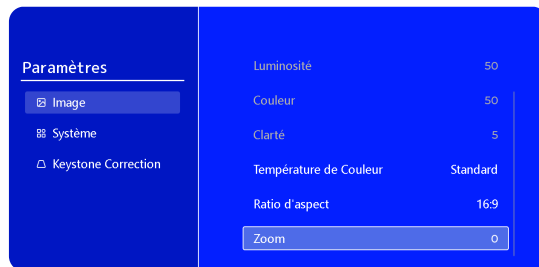 Paramètres
Image
Système
Keystone Correction
Luminosité 50
Couleur 50
Clarté 5
Température de Couleur Standard
Ratio d'aspect 16:9
Zoom 0